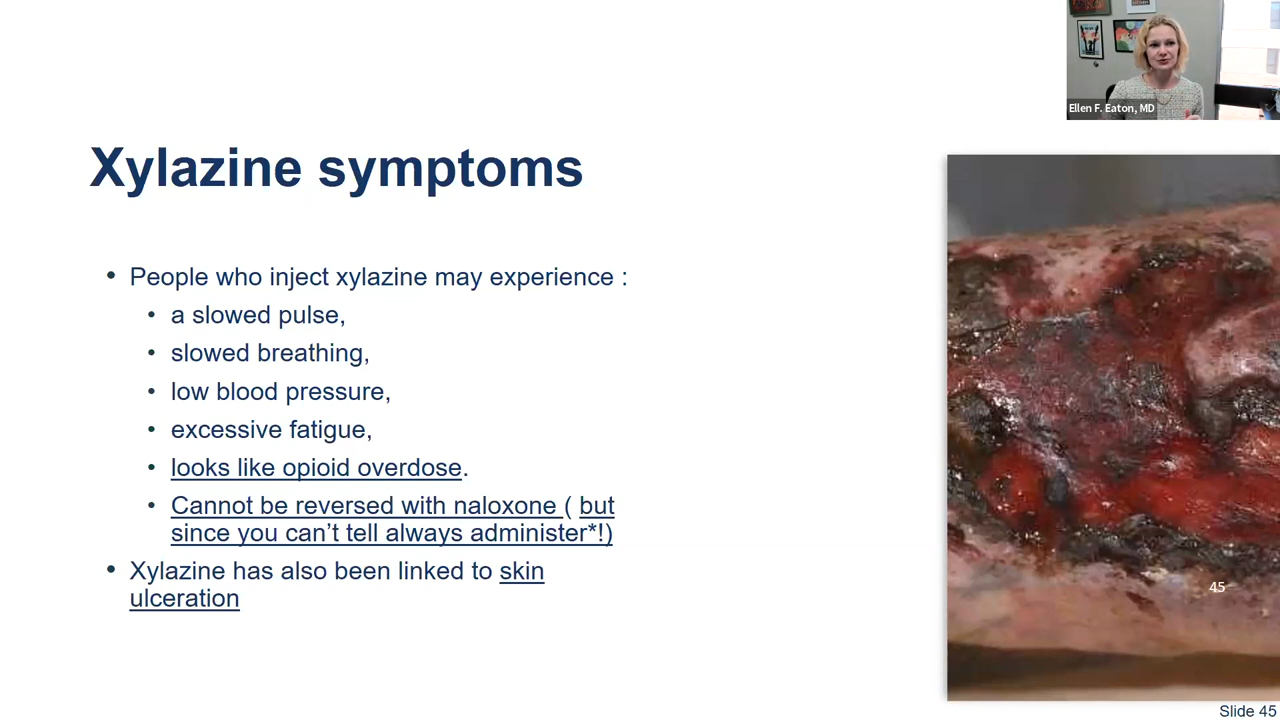 Ellen F. Eaton, MD
Xylazine symptoms
• People who inject xylazine may experience :
• a slowed pulse,
• slowed breathing,
• low blood pressure,
• excessive fatigue,
• looks like opioid overdose.
• Cannot be reversed with naloxone ( but
since you can’t tell always administer*!)
• Xylazine has also been linked to skin
ulceration
45
Slide 45